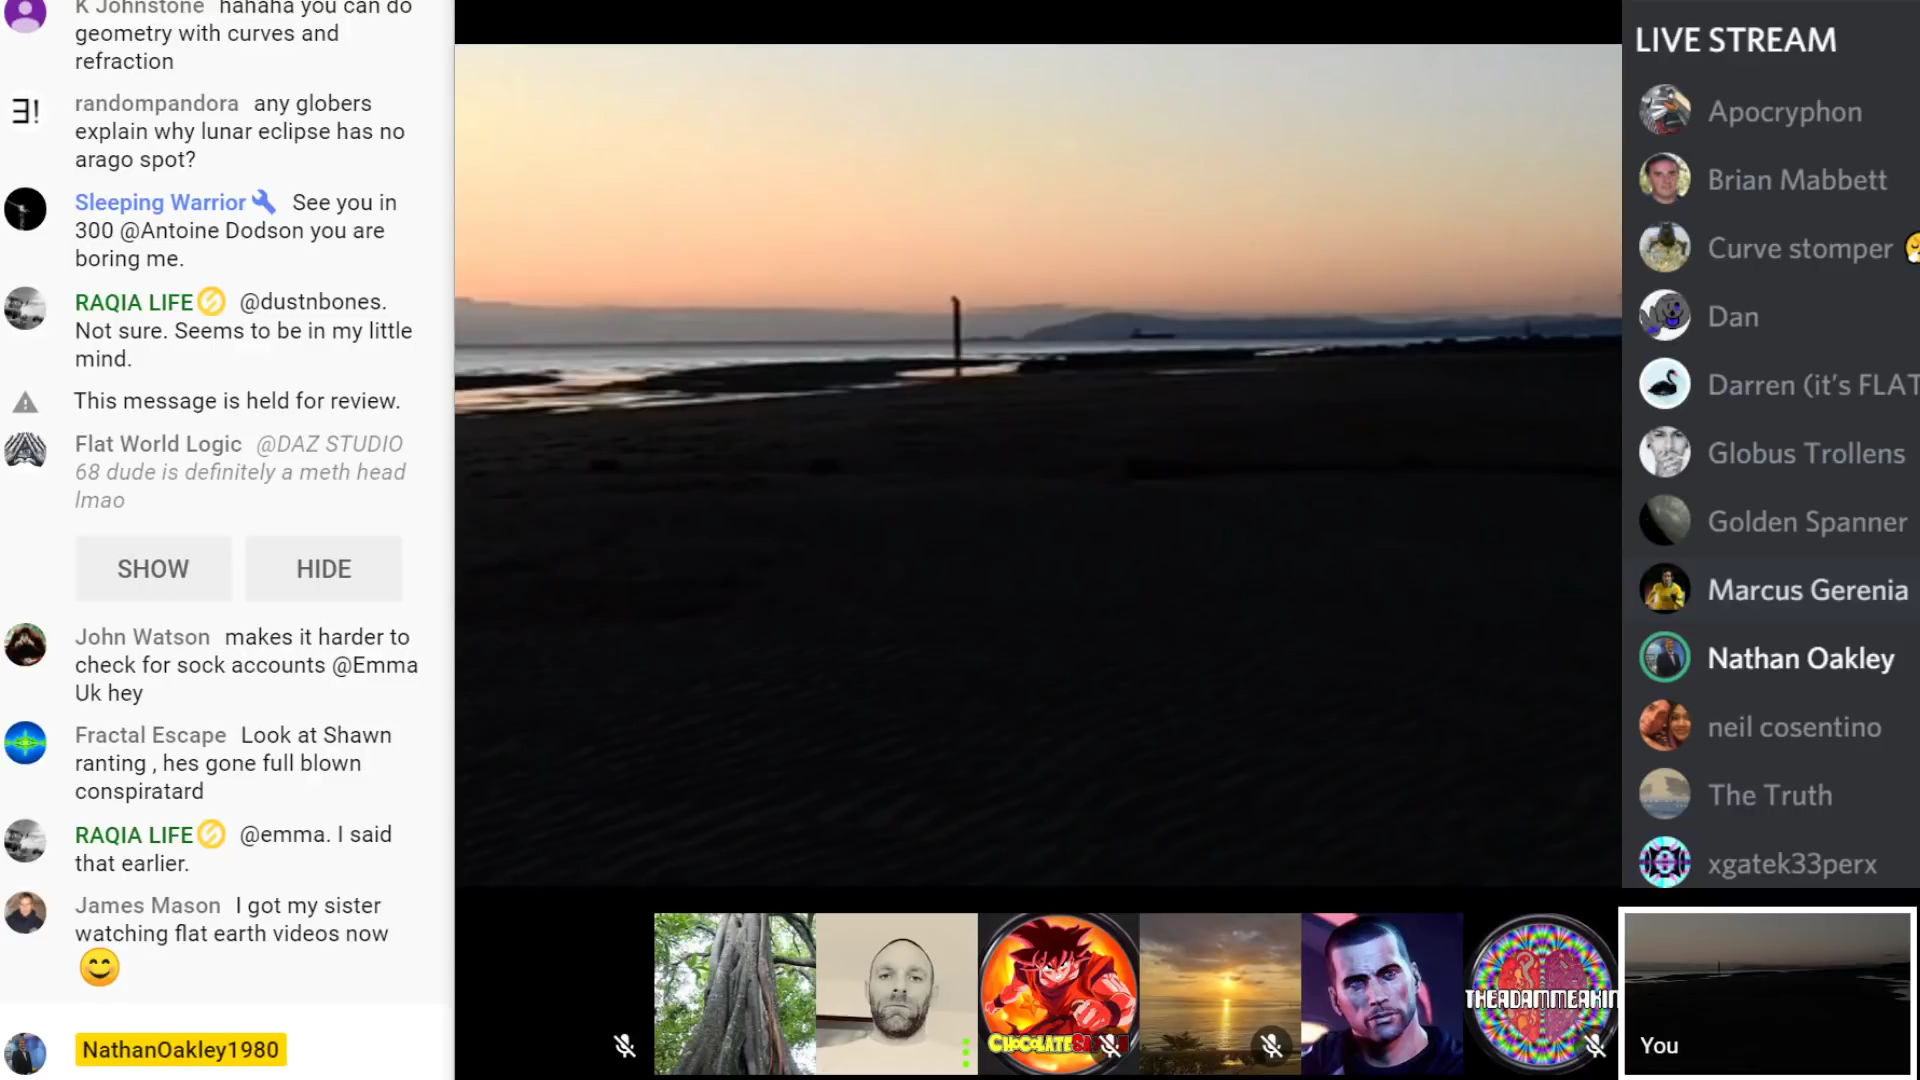 K Johnstone hahaha you can do
geometry with curves and
refraction
randompandora any globers
explain why lunar eclipse has no
arago spot?
Sleeping Warrior See you in
300 @Antoine Dodson you are
boring me.
RAQIA LIFE @dustnbones.
Not sure. Seems to be in my little
mind.
This message is held for review.
Flat World Logic @DAZ STUDIO
68 dude is definitely a meth head
lmao
SHOW HIDE
John Watson makes it harder to
check for sock accounts @Emma
Uk hey
Fractal Escape Look at Shawn
ranting , hes gone full blown
conspiratard
RAQIA LIFE @emma. I said
that earlier.
James Mason I got my sister
watching flat earth videos now
NathanOakley1980
LIVE STREAM
Apocryphon
Brian Mabbett
Curve stomper
Dan
Darren (it's FLAT
Globus Trollens
Golden Spanner
Marcus Gerenia
Nathan Oakley
neil cosentino
The Truth
xgatek33perx
THEADAMMEAKIN
You